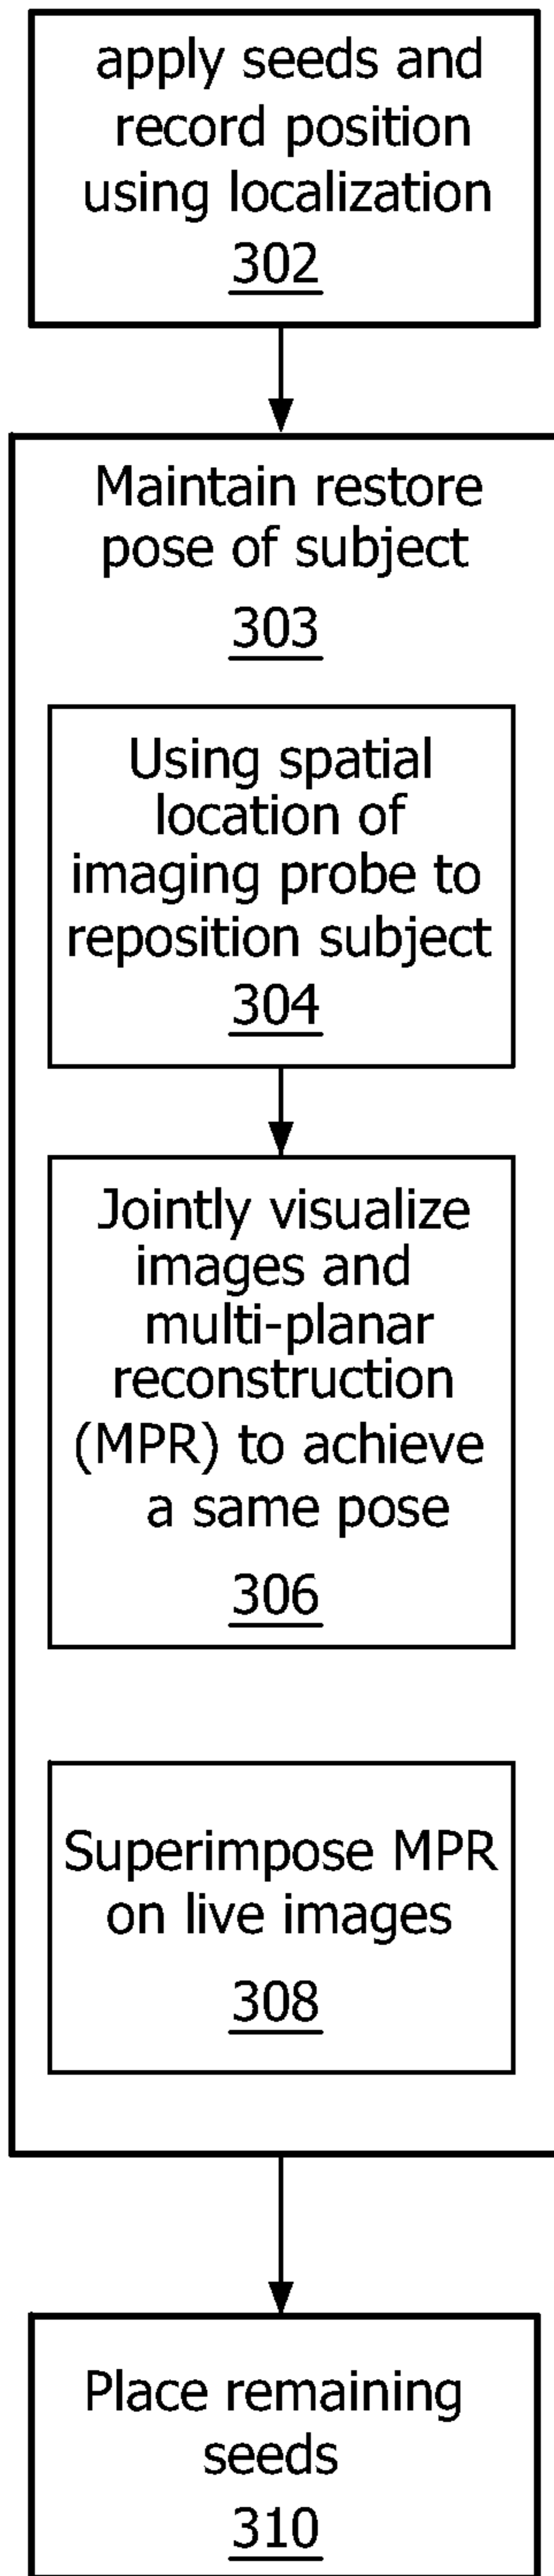 apply seeds and
record position
using localization
302
Maintain restore
pose of subject
303
Using spatial
location of
imaging probe to
reposition subject
304
Jointly visualize
images and
multi-planar
reconstruction
(MPR) to achieve
a same pose
306
Superimpose MPR
on live images
308
Place remaining
seeds
310